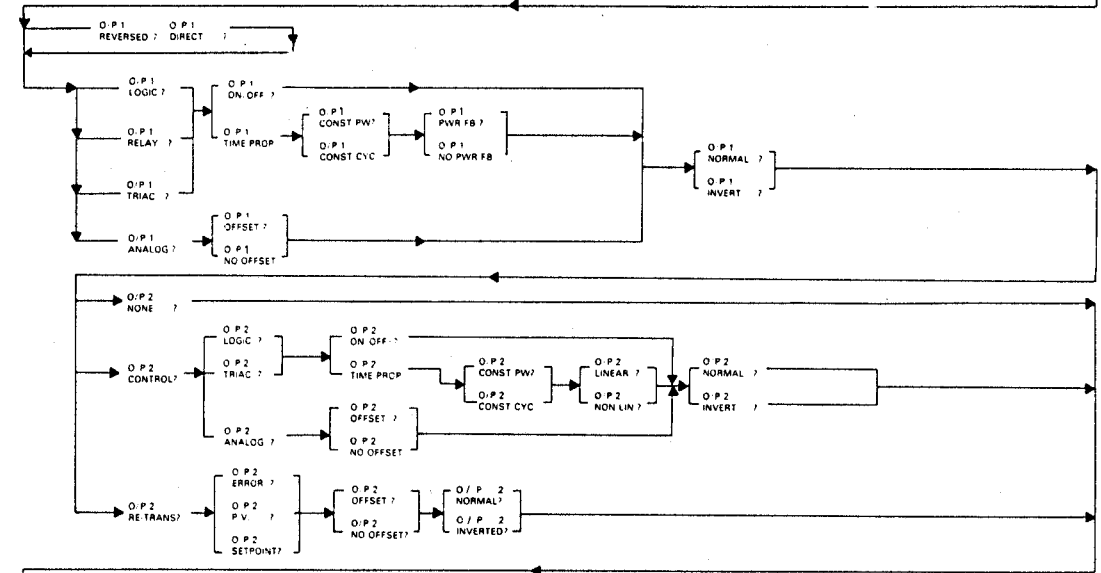 O/P 1 O/P 1
REVERSED ? DIRECT ?
O/P 1
LOGIC ?
O/P 1
RELAY ?
O/P 1
TRIAC ?
O/P 1
ANALOG ?
O/P 1
ON-OFF ?
O/P 1
TIME PROP
O/P 1
CONST PW?
O/P 1
CONST CYC
O/P 1
PWR FB ?
O/P 1
NO PWR FB
O/P 1
OFFSET ?
O/P 1
NO OFFSET
O/P 1
NORMAL ?
O/P 1
INVERT ?
O/P 2
NONE ?
O/P 2
CONTROL?
O/P 2
LOGIC ?
O/P 2
TRIAC ?
O/P 2
ANALOG ?
O/P 2
ON-OFF ?
O/P 2
TIME PROP
O/P 2
CONST PW?
O/P 2
CONST CYC
O/P 2
LINEAR ?
O/P 2
NON LIN ?
O/P 2
OFFSET ?
O/P 2
NO OFFSET
O/P 2
NORMAL ?
O/P 2
INVERT ?
O/P 2
RE-TRANS?
O/P 2
ERROR ?
O/P 2
P.V. ?
O/P 2
SETPOINT?
O/P 2
OFFSET ?
O/P 2
NO OFFSET?
O/P 2
NORMAL?
O/P 2
INVERTED?